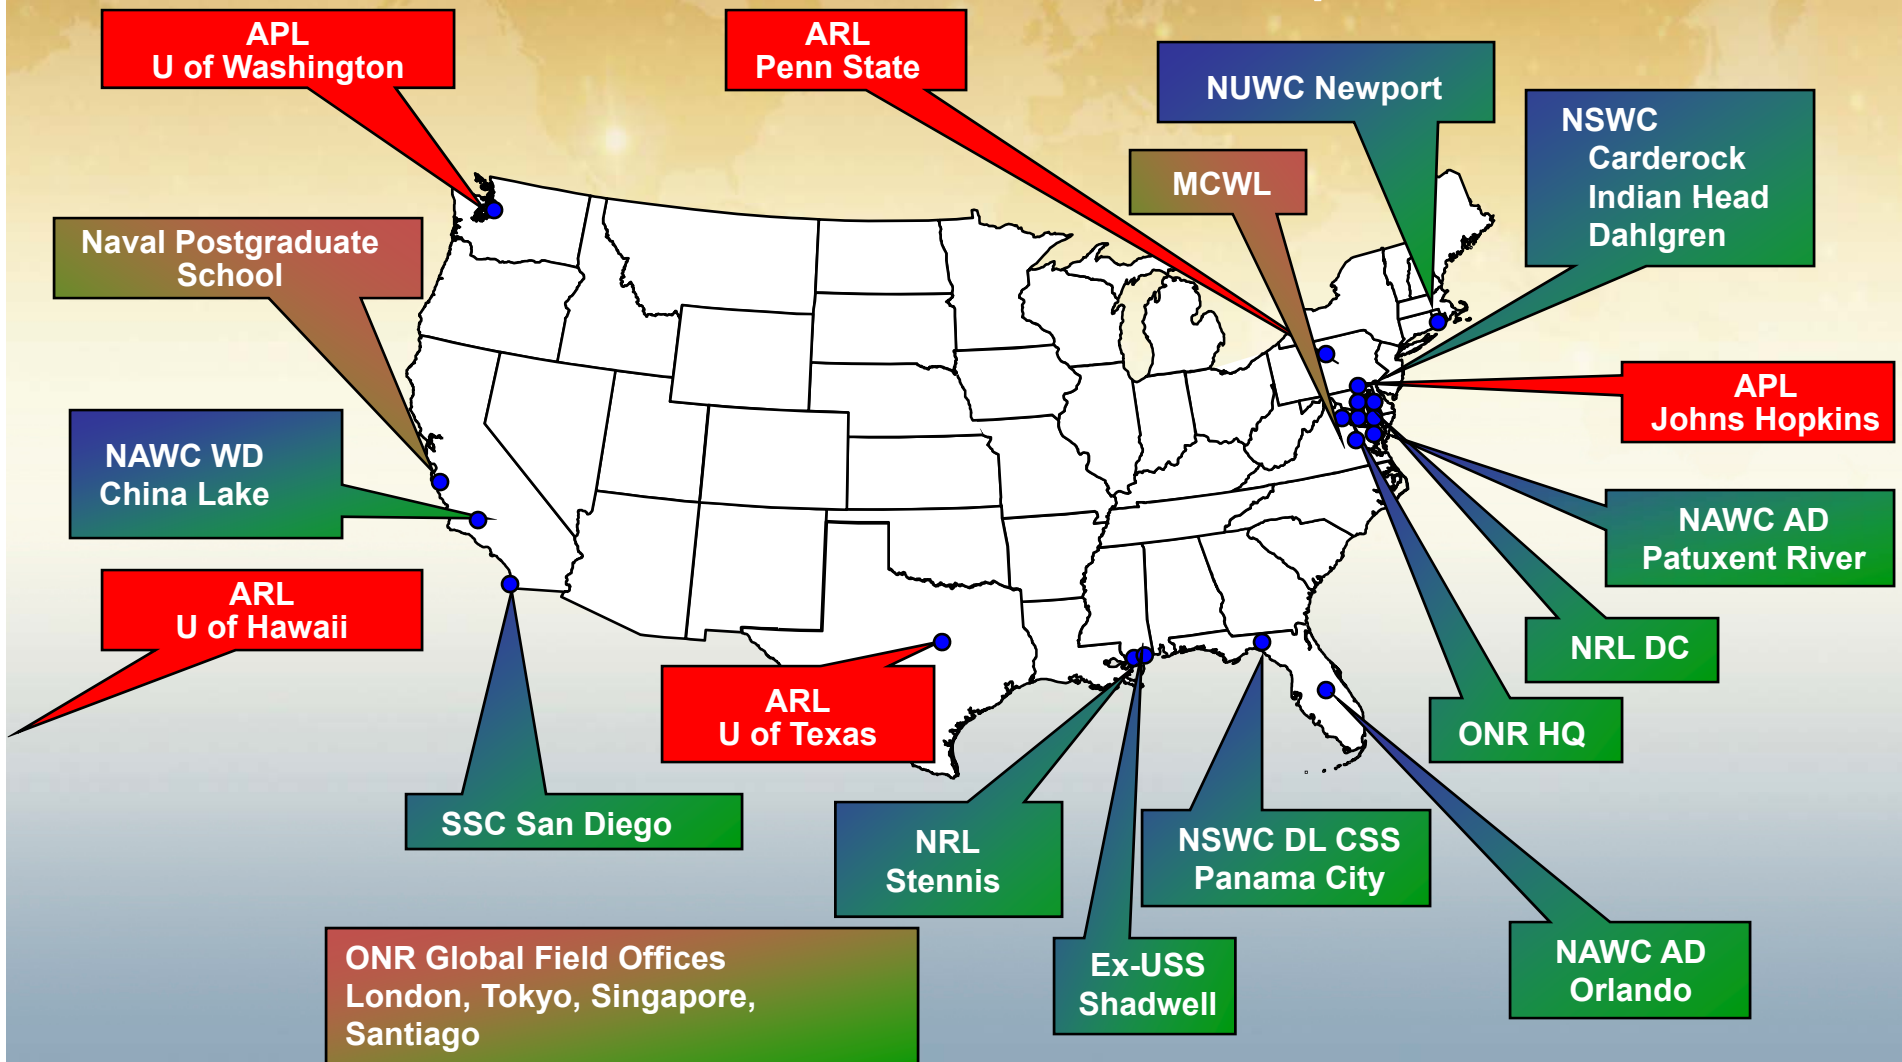 APL
U of Washington
ARL
Penn State
NUWC Newport
NSWC
Carderock
Indian Head
Dahlgren
MCWL
Naval Postgraduate
School
APL
Johns Hopkins
NAWC WD
China Lake
NAWC AD
Patuxent River
ARL
U of Hawaii
NRL DC
ARL
U of Texas
ONR HQ
SSC San Diego
NRL
Stennis
NSWC DL CSS
Panama City
NAWC AD
Orlando
Ex-USS
Shadwell
ONR Global Field Offices
London, Tokyo, Singapore,
Santiago